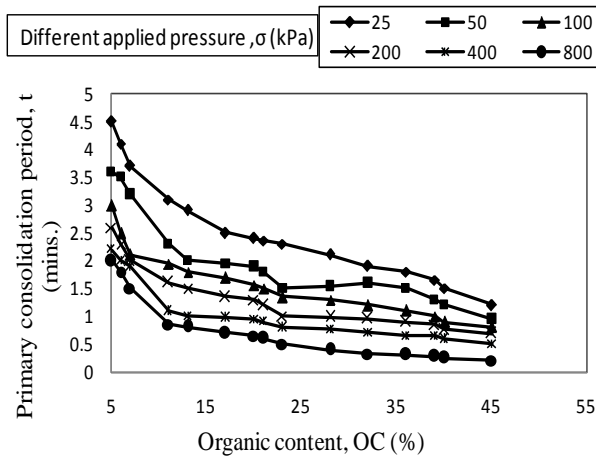 Different applied pressure ,σ (kPa)
25 50 100
200 400 800
Primary consolidation period, t
(mins.)
5
4.5
4
3.5
3
2.5
2
1.5
1
0.5
0
5 15 25 35 45 55
Organic content, OC (%)